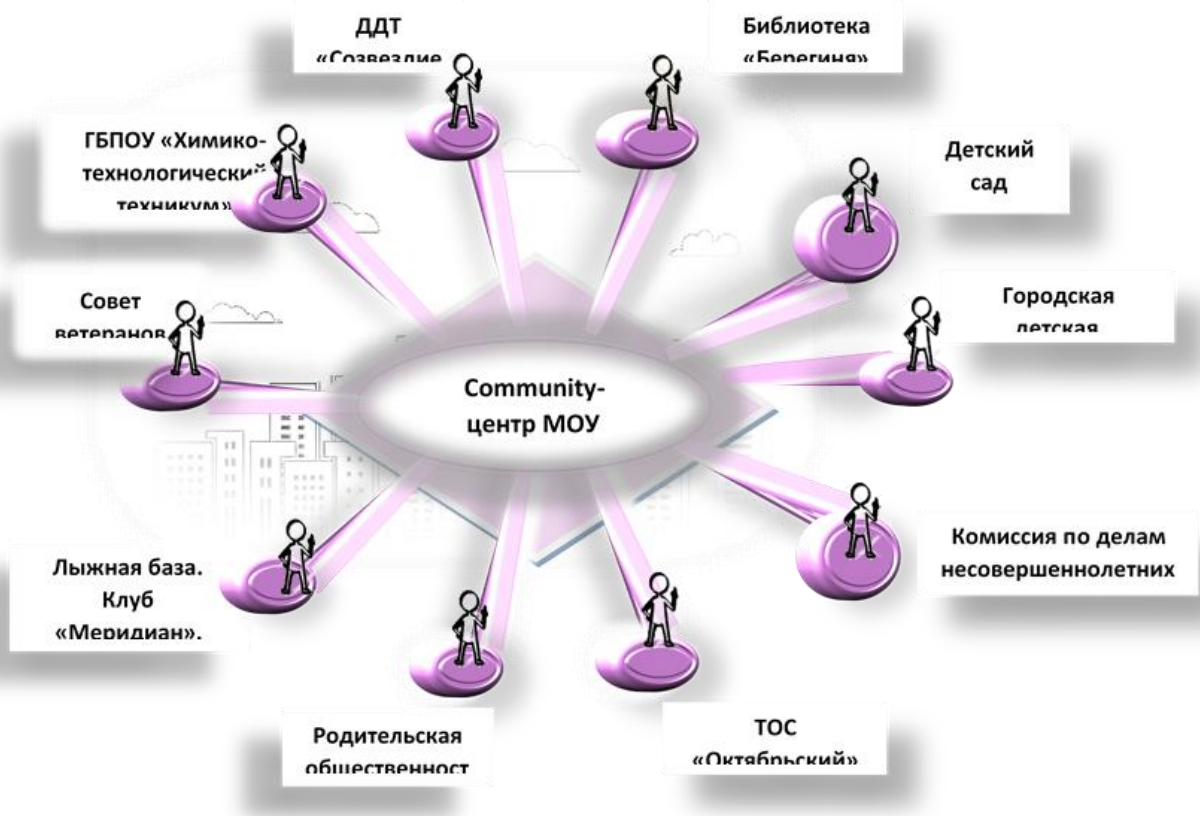 ДДТ
«Созвездие
Библиотека
«Берегиня»
ГБПОУ «Химико-
технологический
техникум»
Детский
сад
Совет
ветеранов
Городская
детская
Community-
центр МОУ
Комиссия по делам
несовершеннолетних
Лыжная база.
Клуб
«Меридиан».
Родительская
общественност
ТОС
«Октябрьский»